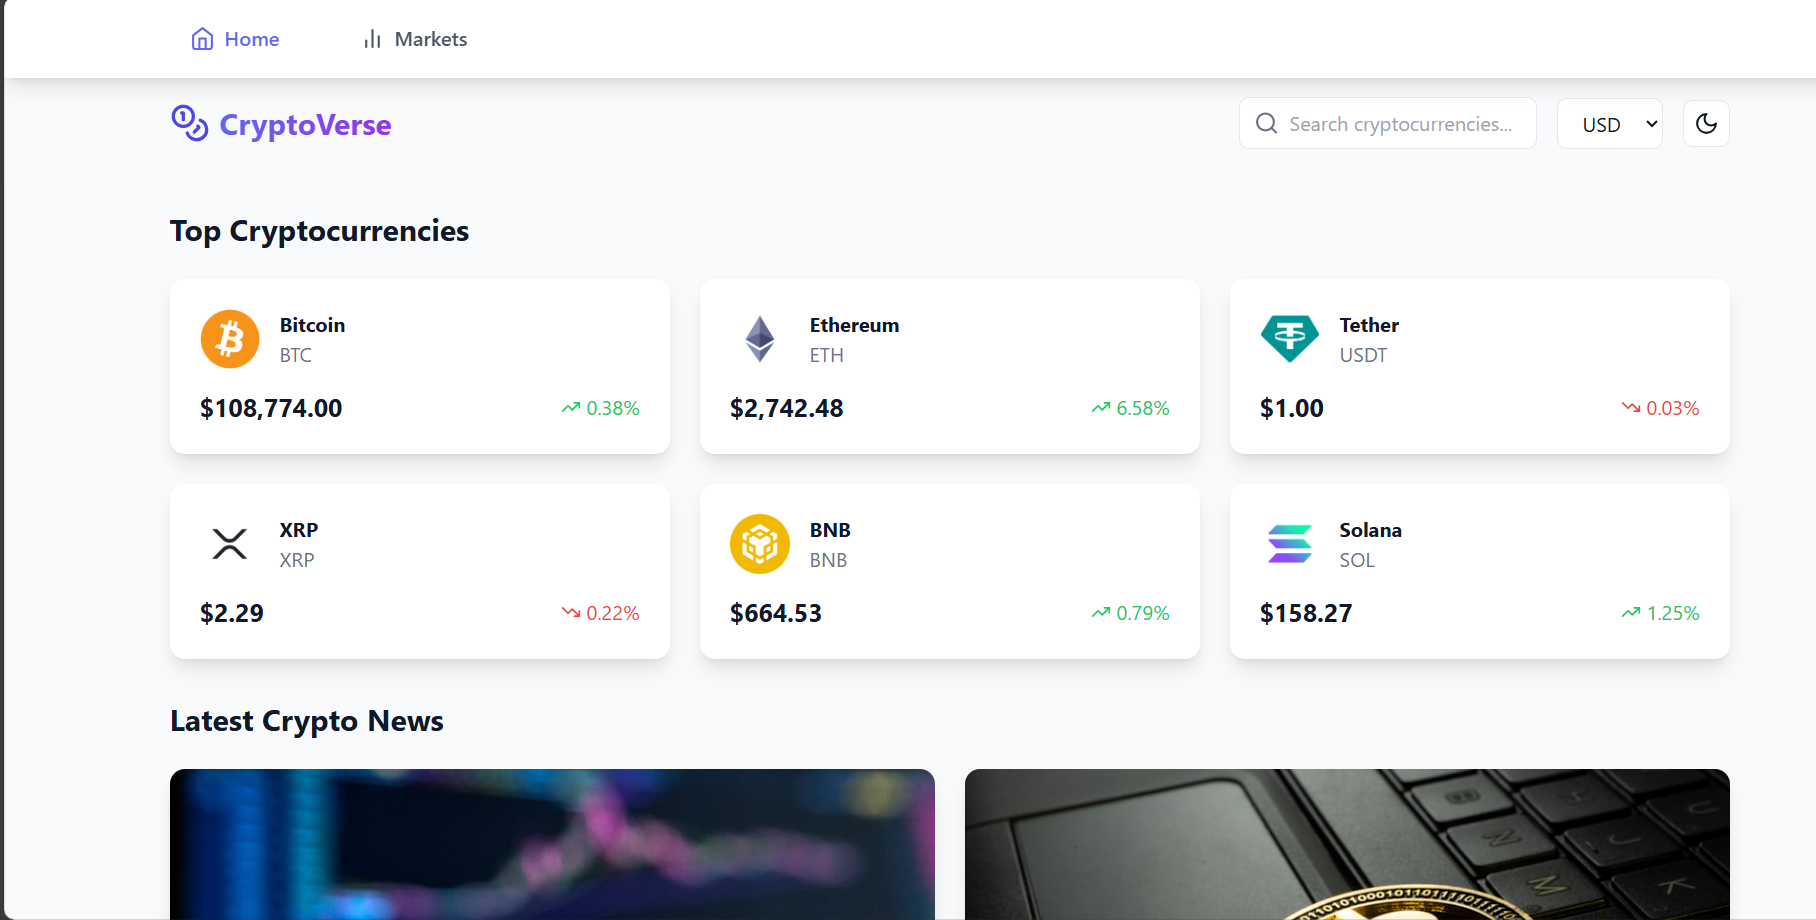 Home
Markets
CryptoVerse
Search cryptocurrencies...
USD
Top Cryptocurrencies
Bitcoin
BTC
$108,774.00
0.38%
Ethereum
ETH
$2,742.48
6.58%
Tether
USDT
$1.00
0.03%
XRP
XRP
$2.29
0.22%
BNB
BNB
$664.53
0.79%
Solana
SOL
$158.27
1.25%
Latest Crypto News
N
J
U
M
K